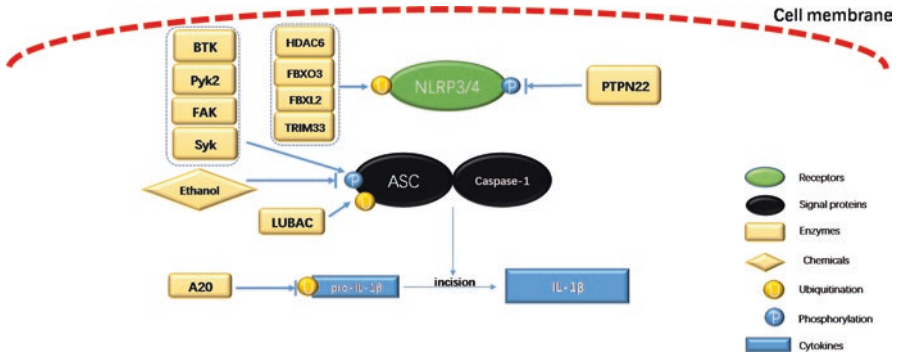 Cell membrane
BTK
Pyk2
FAK
Syk
HDAC6
FBXO3
FBXL2
TRIM33
U
NLRP3/4
P
PTPN22
Ethanol
LUBAC
P
U
ASC
Caspase-1
A20
U
pro-IL-1β
incision
IL-1β
Receptors
Signal proteins
Enzymes
Chemicals
U
Ubiquitination
P
Phosphorylation
Cytokines